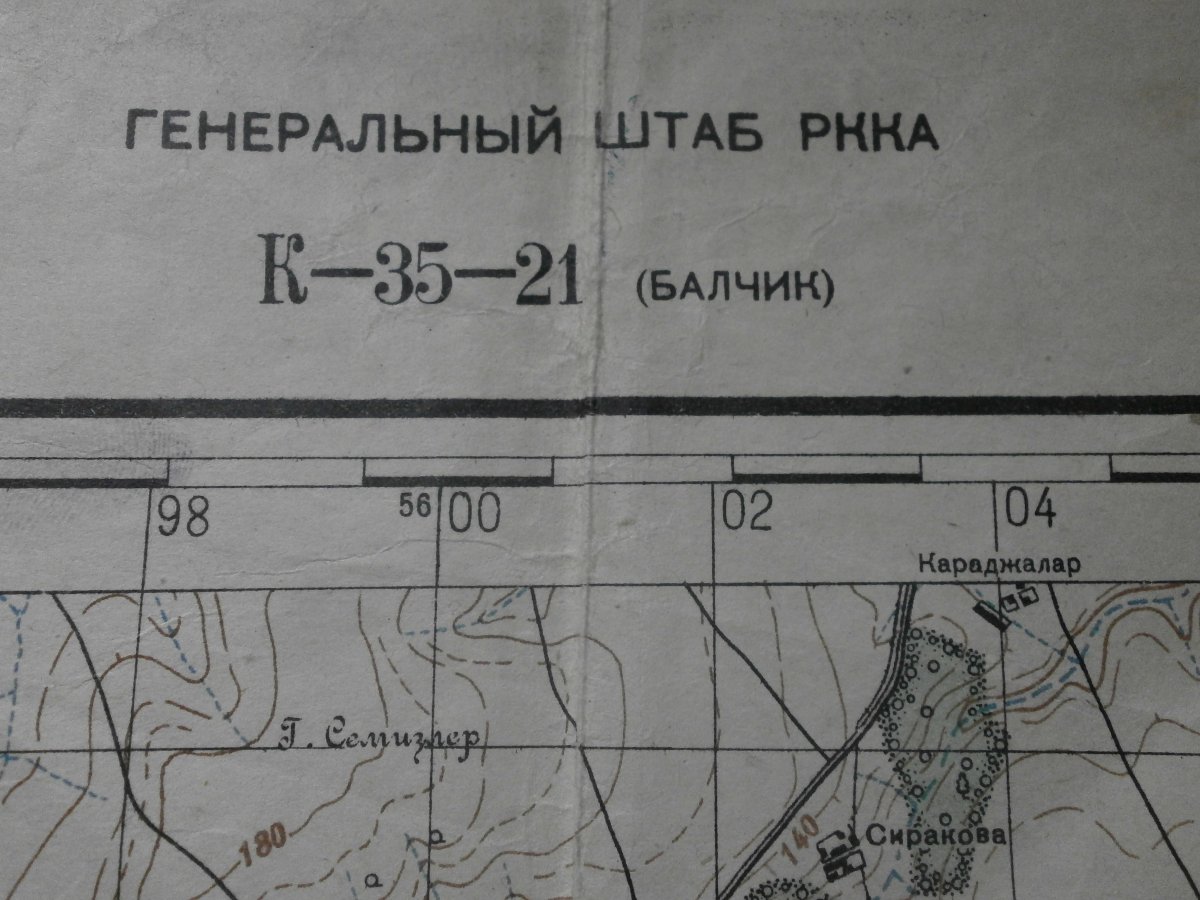 ГЕНЕРАЛЬНЫЙ ШТАБ РККА
К—35—21 (БАЛЧИК)
98 56 00 02 04
Караджалар
Г. Семизлер
180 140 Сиракова